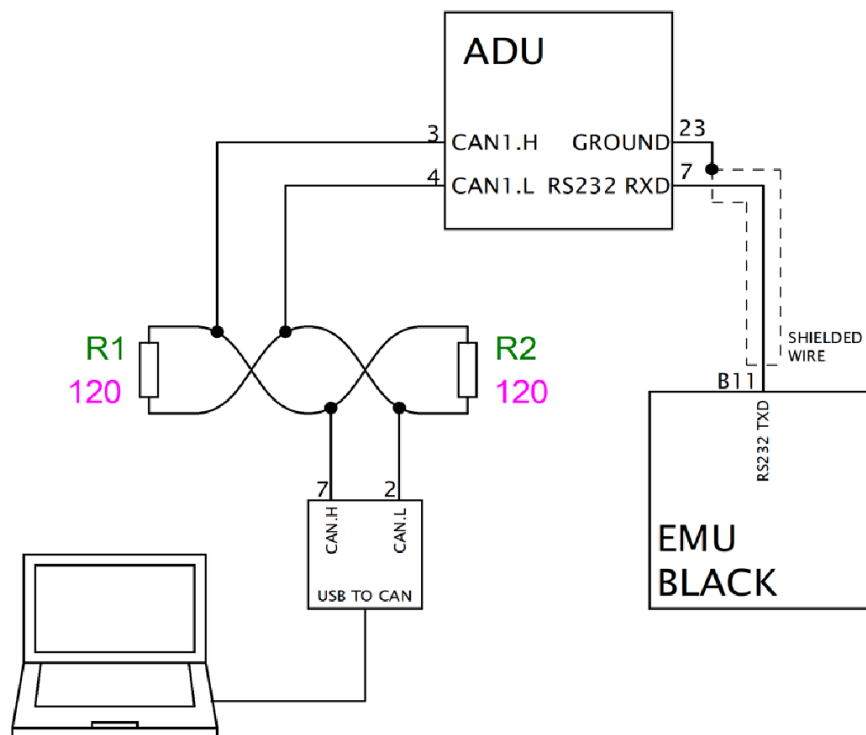 ADU
3 CAN1.H GROUND 23
4 CAN1.L RS232 RXD 7
R1
120
R2
120
SHIELDED
WIRE
B11
RS232 TXD
EMU
BLACK
7 2
CAN.H CAN.L
USB TO CAN